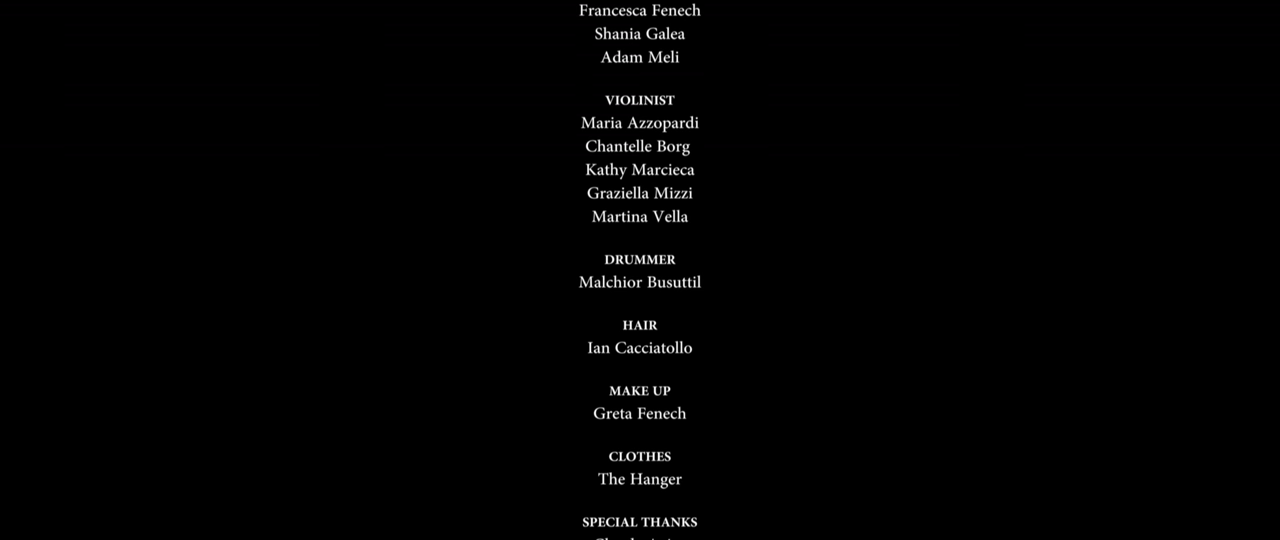 Francesca Fenech
Shania Galea
Adam Meli
VIOLINIST
Maria Azzopardi
Chantelle Borg
Kathy Marcieca
Graziella Mizzi
Martina Vella
DRUMMER
Malchior Busuttil
HAIR
Ian Cacciatollo
MAKE UP
Greta Fenech
CLOTHES
The Hanger
SPECIAL THANKS